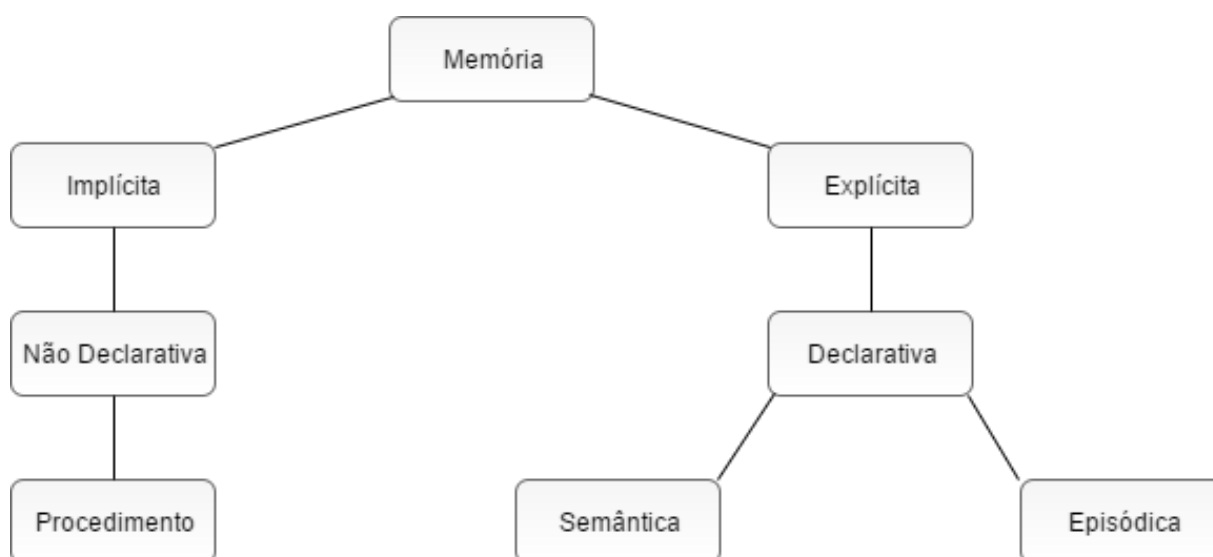 Memória
Implícita
Explícita
Não Declarativa
Declarativa
Procedimento
Semântica
Episódica